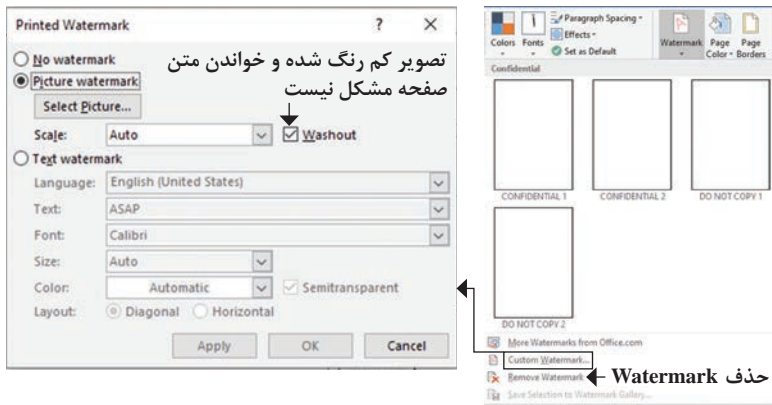 Printed Watermark ? ×
No watermark
Picture watermark
تصویر کم رنگ شده و خواندن متن
صفحه مشکل نیست
Select Picture...
Scale: Auto Washout
Text watermark
Language: English (United States)
Text: ASAP
Font: Calibri
Size: Auto
Color: Automatic Semitransparent
Layout: Diagonal Horizontal
Apply OK Cancel
Colors Fonts
Paragraph Spacing
Effects
Set as Default
Watermark Page Color Page Borders
Confidential
CONFIDENTIAL 1 CONFIDENTIAL 2 DO NOT COPY 1
DO NOT COPY 2
More Watermarks from Office.com
Custom Watermark...
Remove Watermark
حذف Watermark
Save Selection to Watermark Gallery...